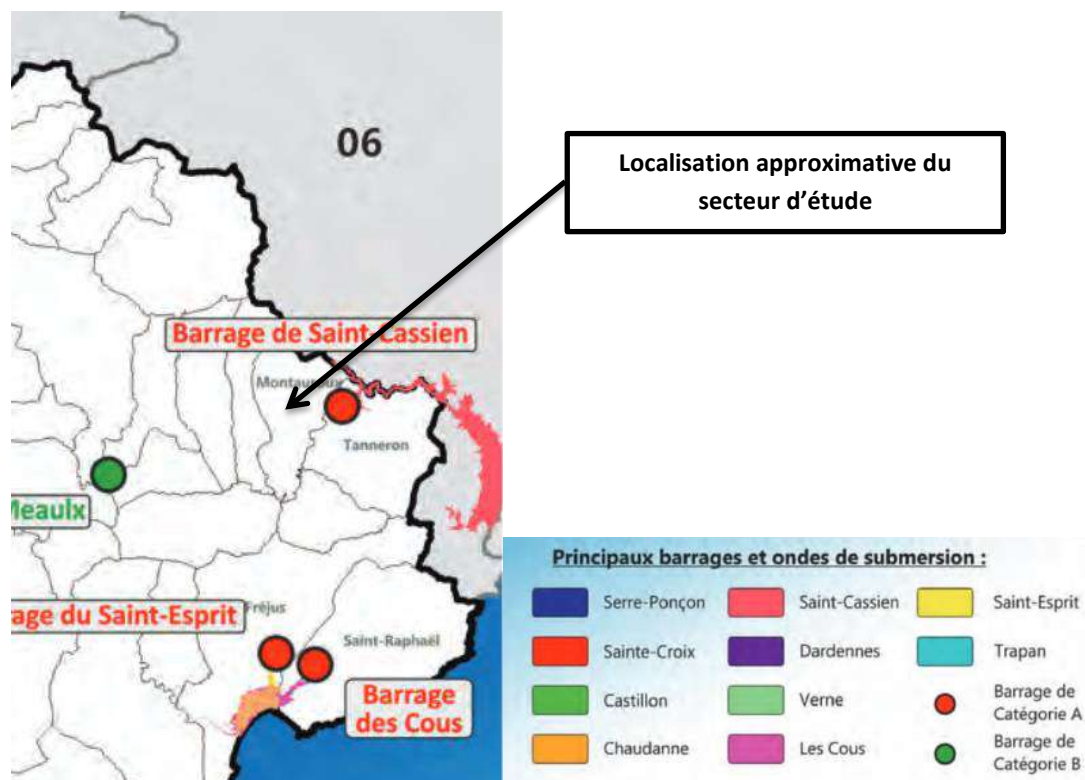 06
Localisation approximative du
secteur d'étude
Barrage de Saint-Cassien
Montauroux
Tanneron
Meaulx
age du Saint-Esprit
Fréjus
Saint-Raphaël
Barrage
des Cous
Principaux barrages et ondes de submersion :
Serre-Ponçon
Saint-Cassien
Saint-Esprit
Sainte-Croix
Dardennes
Trapan
Castillon
Verne
Barrage de
Catégorie A
Chaudanne
Les Cous
Barrage de
Catégorie B